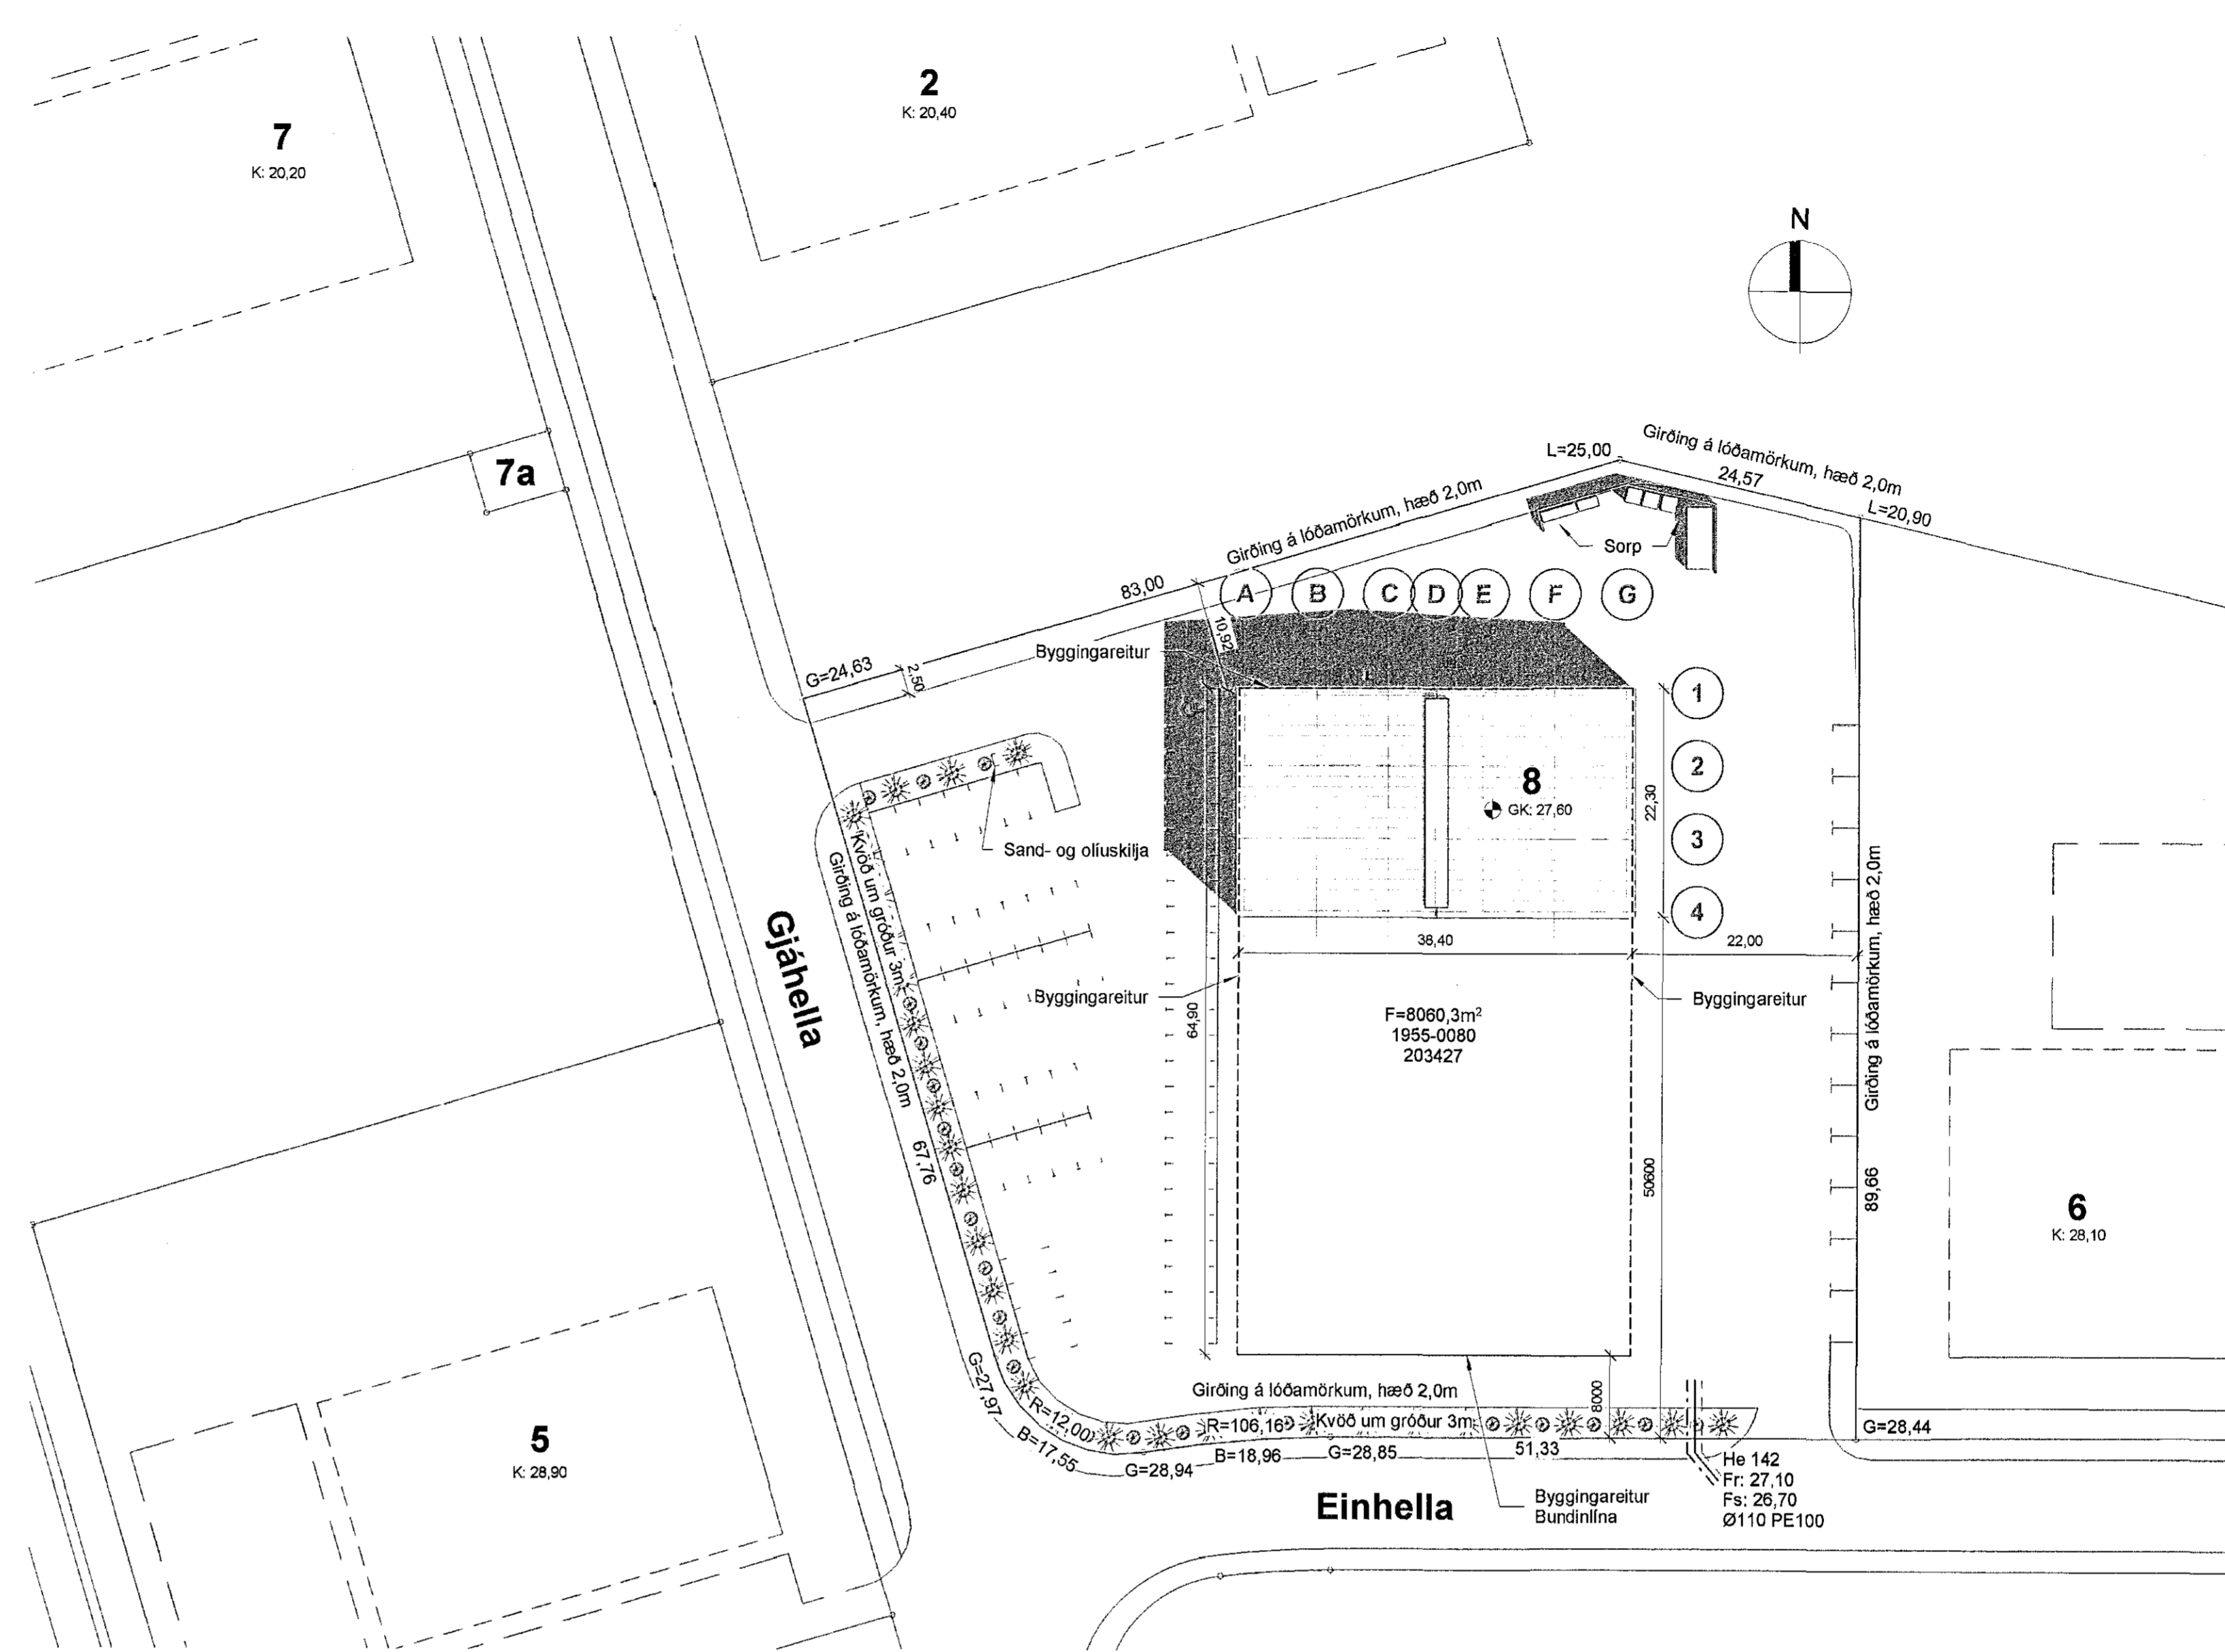 2
K: 20,40
7
K: 20,20
N
7a
L=25,00
Girðing á lóðamörkum, hæð 2,0m
24,57
L=20,90
Girðing á lóðamörkum, hæð 2,0m
Sorp
83,00
A
B
C
D
E
F
G
10,92
Byggingareitur
G=24,63
2,50
1
2
3
4
8
GK: 27,60
22,30
Sand- og olíuskilja
Kvöð um gróður 3m
Girðing á lóðamörkum, hæð 2,0m
Gjáhella
38,40
22,00
Byggingareitur
Byggingareitur
64,90
F=8060,3m²
1955-0080
203427
Girðing á lóðamörkum, hæð 2,0m
67,76
50600
89,66
6
K: 28,10
5
K: 28,90
G=27,97
R=12,00
B=17,55
Girðing á lóðamörkum, hæð 2,0m
8000
R=106,16
Kvöð um gróður 3m
G=28,94
B=18,96
G=28,85
51,33
G=28,44
He 142
Fr: 27,10
Fs: 26,70
Ø110 PE100
Einhella
Byggingareitur
Bundinlína